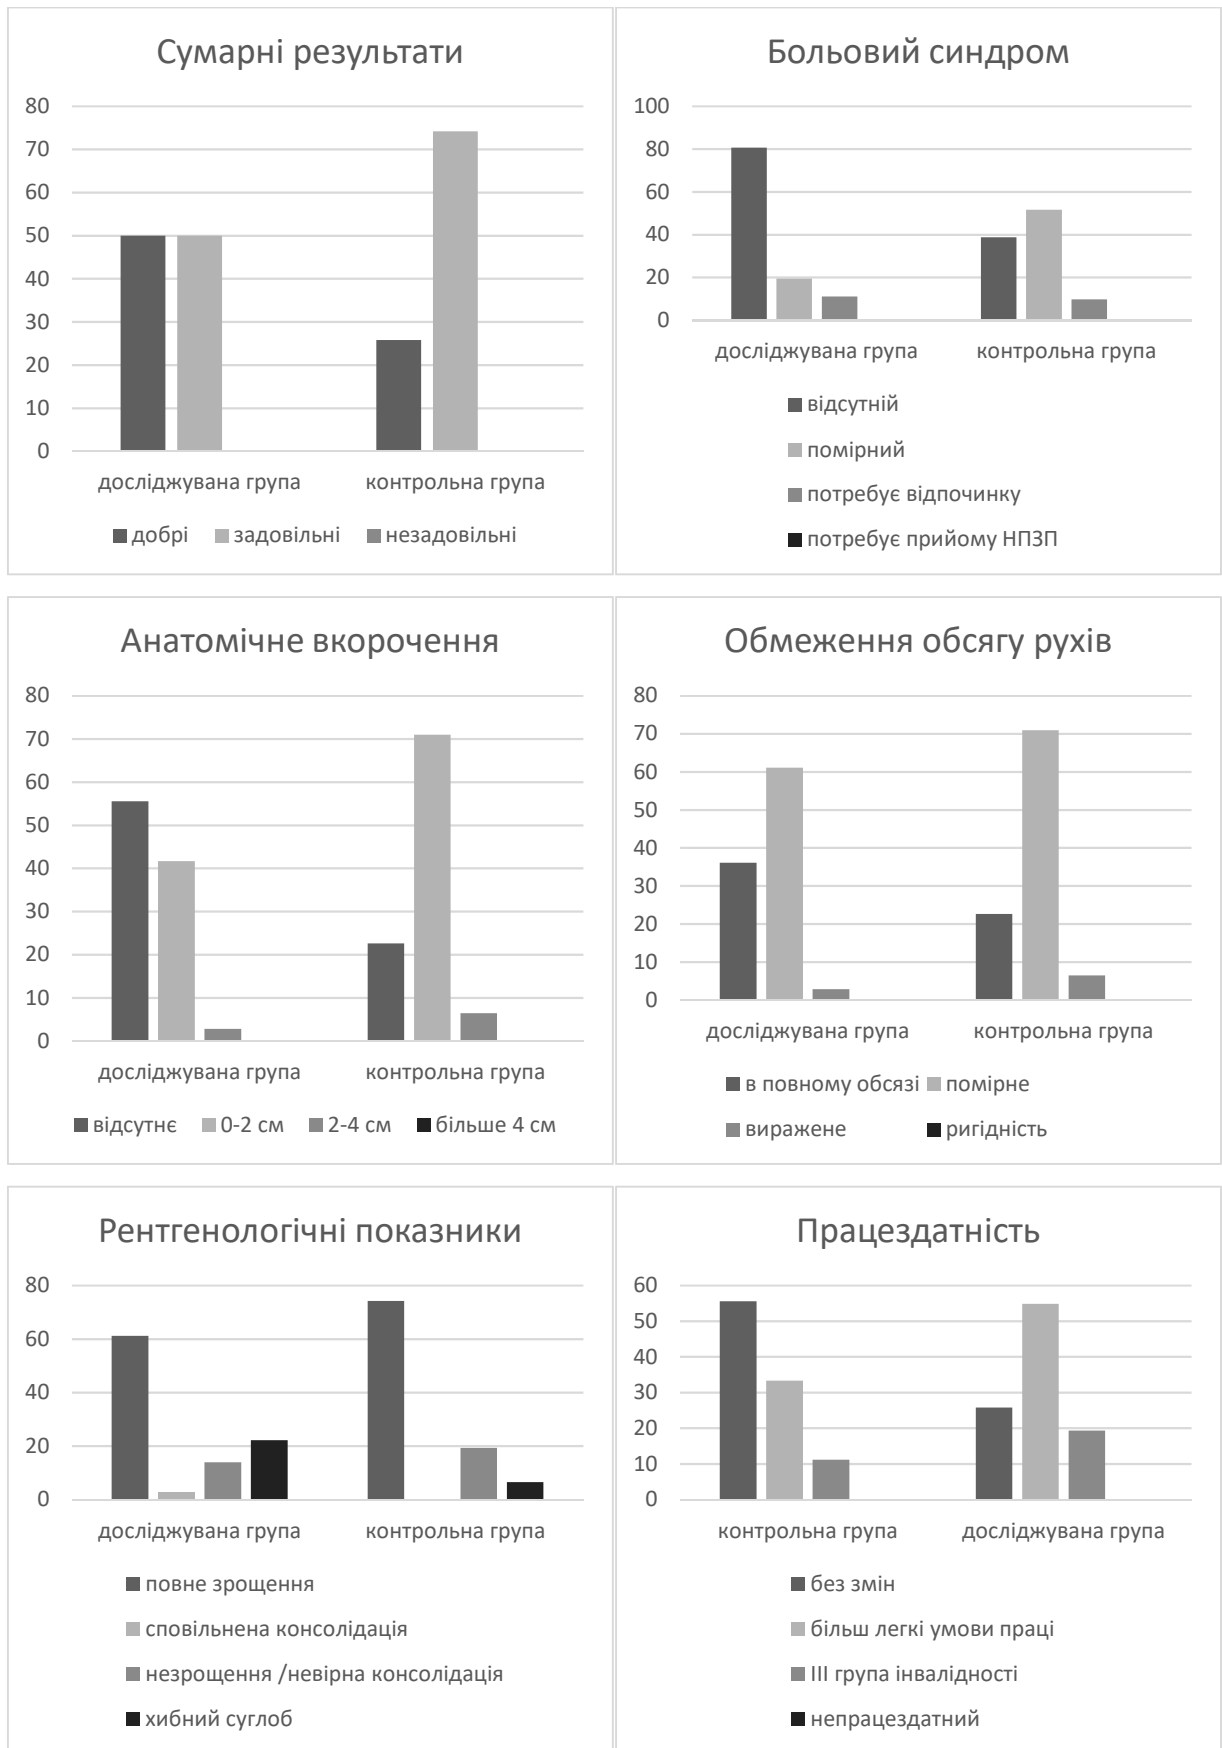 Сумарні результати
80
70
60
50
40
30
20
10
0
досліджувана група контрольна група
добрі задовільні незадовільні
Больовий синдром
100
80
60
40
20
0
досліджувана група контрольна група
відсутній
помірний
потребує відпочинку
потребує прийому НПЗП
Анатомічне вкорочення
80
70
60
50
40
30
20
10
0
досліджувана група контрольна група
відсутнє 0-2 см 2-4 см більше 4 см
Обмеження обсягу рухів
80
70
60
50
40
30
20
10
0
досліджувана група контрольна група
в повному обсязі помірне
виражене ригідність
Рентгенологічні показники
80
60
40
20
0
досліджувана група контрольна група
повне зрощення
сповільнена консолідація
незрощення /невірна консолідація
хибний суглоб
Працездатність
60
50
40
30
20
10
0
контрольна група досліджувана група
без змін
більш легкі умови праці
ІІІ група інвалідності
непрацездатний